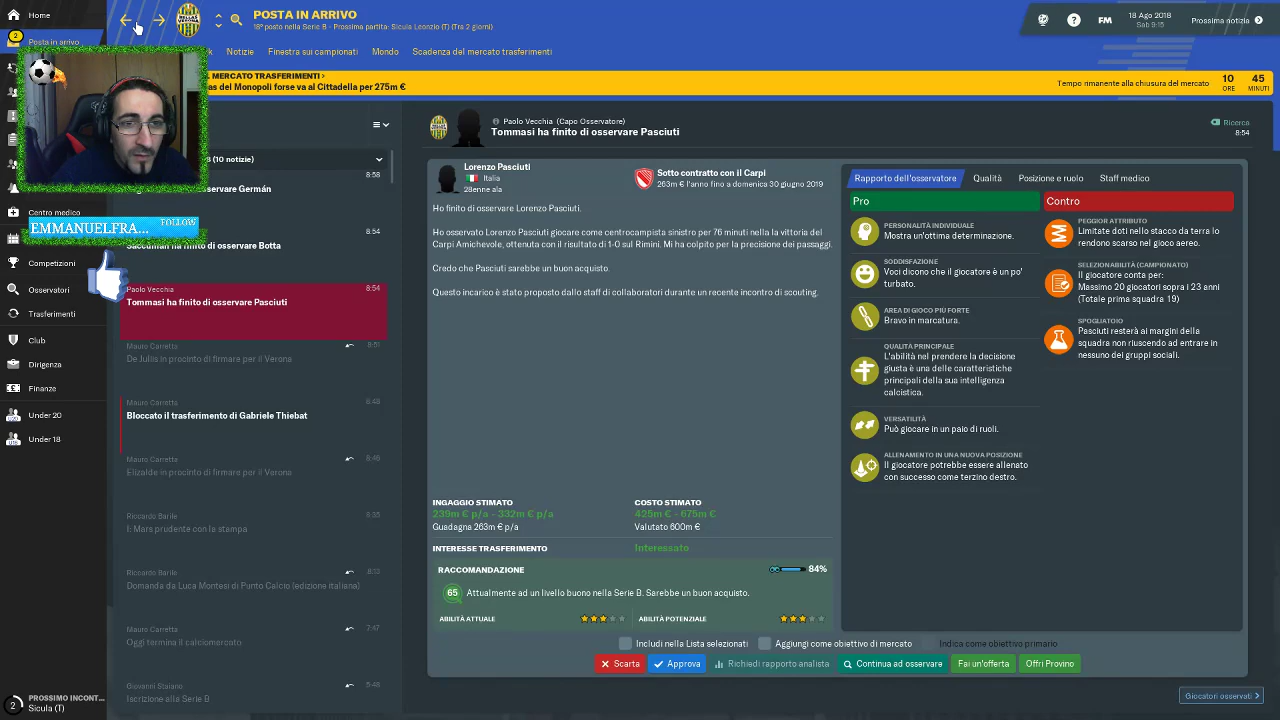 Home
POSTA IN ARRIVO
18° posto nella Serie B - Prossima partita: Sicula Leonzio (T) (Tra 2 giorni)
FM
18 Ago 2018
Sab 9:15
Prossima notizia
2
Posta in arrivo
Notizie
Finestra sui campionati
Mondo
Scadenza del mercato trasferimenti
MERCATO TRASFERIMENTI ›
as del Monopoli forse va al Cittadella per 275m €
Tempo rimanente alla chiusura del mercato
10
ORE
45
MINUTI
Paolo Vecchia (Capo Osservatore)
Tommasi ha finito di osservare Pasciuti
Ricerca
8:54
(10 notizie)
8:58
servare Germán
FOLLOW
EMMANUELFRA...
8:54
ha finito di osservare Botta
Paolo Vecchia
8:54
Tommasi ha finito di osservare Pasciuti
Mauro Carretta
8:51
De Juliis in procinto di firmare per il Verona
Mauro Carretta
8:48
Bloccato il trasferimento di Gabriele Thiebat
Mauro Carretta
8:46
Elizalde in procinto di firmare per il Verona
Riccardo Barile
8:35
I: Mars prudente con la stampa
Riccardo Barile
8:13
Domanda da Luca Montesi di Punto Calcio (edizione italiana)
Mauro Carretta
7:47
Oggi termina il calciomercato
Giovanni Staiano
5:48
Iscrizione alla Serie B
Centro medico
Competizioni
Osservatori
Trasferimenti
Club
Dirigenza
Finanze
Under 20
Under 18
2
PROSSIMO INCONT...
Sicula (T)
Lorenzo Pasciuti
Italia
28enne ala
Sotto contratto con il Carpi
263m € l'anno fino a domenica 30 giugno 2019
Ho finito di osservare Lorenzo Pasciuti.
Ho osservato Lorenzo Pasciuti giocare come centrocampista sinistro per 76 minuti nella vittoria del
Carpi Amichevole, ottenuta con il risultato di 1-0 sul Rimini. Mi ha colpito per la precisione dei passaggi.
Credo che Pasciuti sarebbe un buon acquisto.
Questo incarico è stato proposto dallo staff di collaboratori durante un recente incontro di scouting.
INGAGGIO STIMATO
239m € p/a - 332m € p/a
Guadagna 263m € p/a
COSTO STIMATO
425m € - 675m €
Valutato 600m €
INTERESSE TRASFERIMENTO
Interessato
RACCOMANDAZIONE
84%
65
Attualmente ad un livello buono nella Serie B. Sarebbe un buon acquisto.
ABILITÀ ATTUALE
ABILITÀ POTENZIALE
Rapporto dell'osservatore
Qualità
Posizione e ruolo
Staff medico
Pro
PERSONALITÀ INDIVIDUALE
Mostra un'ottima determinazione.
SODDISFAZIONE
Voci dicono che il giocatore è un po'
turbato.
AREA DI GIOCO PIÙ FORTE
Bravo in marcatura.
QUALITÀ PRINCIPALE
L'abilità nel prendere la decisione
giusta è una delle caratteristiche
principali della sua intelligenza
calcistica.
VERSATILITÀ
Può giocare in un paio di ruoli.
ALLENAMENTO IN UNA NUOVA POSIZIONE
Il giocatore potrebbe essere allenato
con successo come terzino destro.
Contro
PEGGIOR ATTRIBUTO
Limitate doti nello stacco da terra lo
rendono scarso nel gioco aereo.
SELEZIONABILITÀ (CAMPIONATO)
Il giocatore conta per:
Massimo 20 giocatori sopra i 23 anni
(Totale prima squadra 19)
SPOGLIATOIO
Pasciuti resterà ai margini della
squadra non riuscendo ad entrare in
nessuno dei gruppi sociali.
Includi nella Lista selezionati
Aggiungi come obiettivo di mercato
Indica come obiettivo primario
Scarta
Approva
Richiedi rapporto analista
Continua ad osservare
Fai un'offerta
Offri Provino
Giocatori osservati